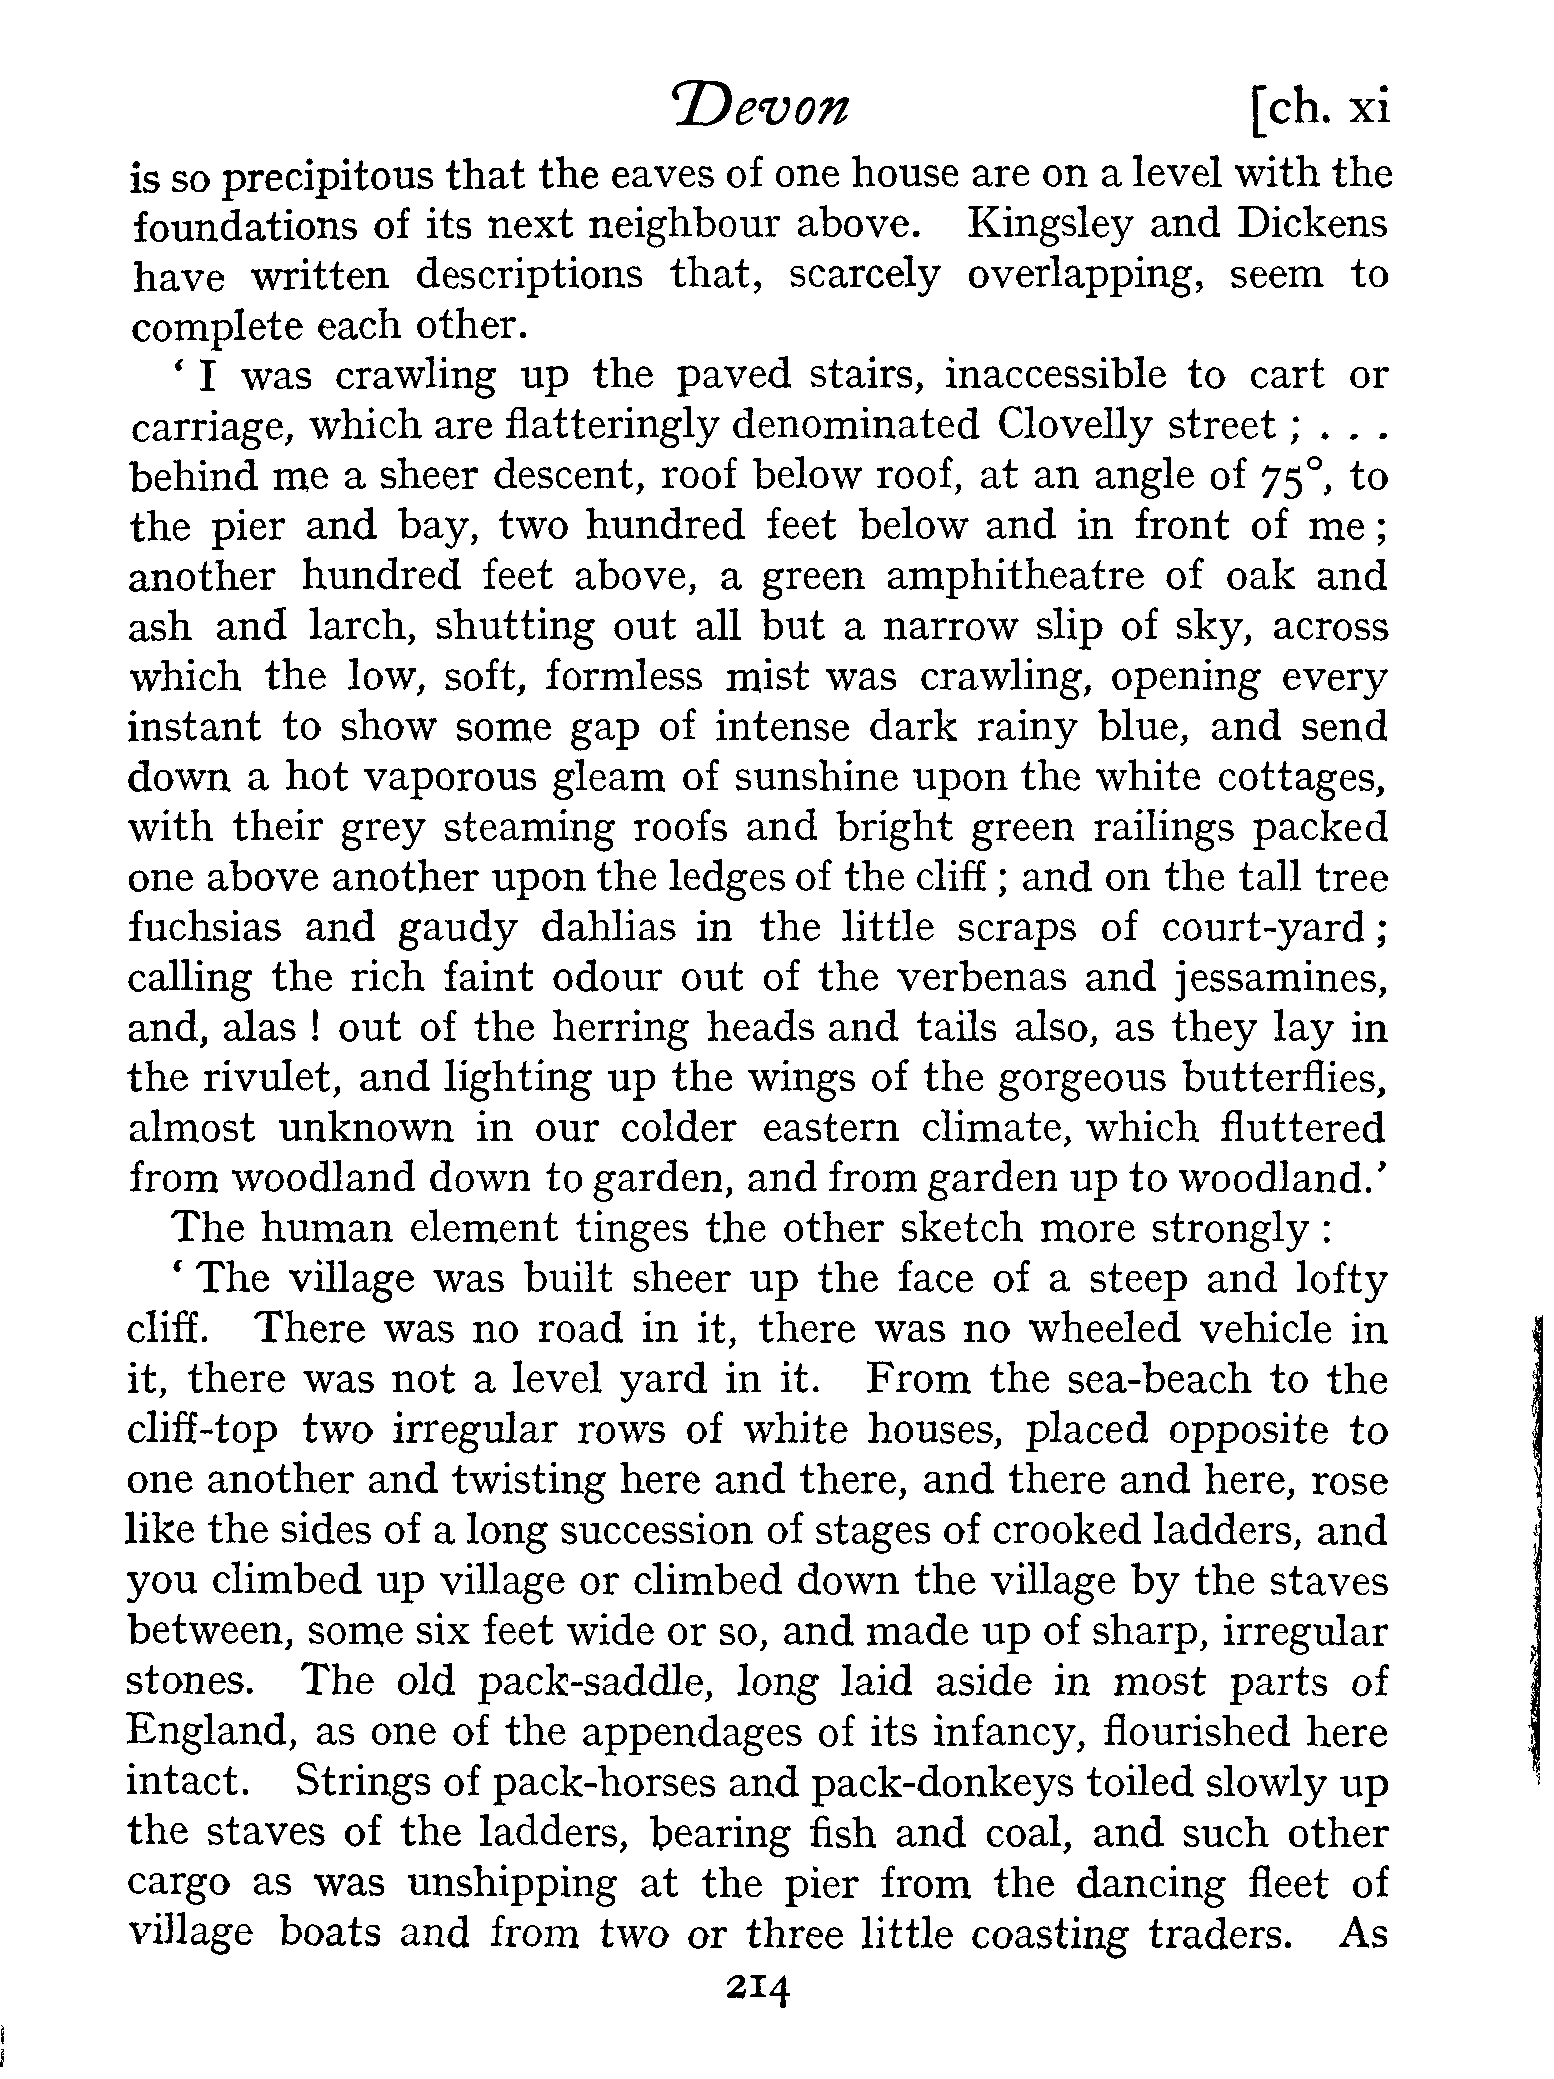 Devon [ch. xi
is so precipitous that the eaves of one house are on a level with the
foundations of its next neighbour above. Kingsley and Dickens
have written descriptions that, scarcely overlapping, seem to
complete each other.
‘ I was crawling up the paved stairs, inaccessible to cart or
carriage, which are flatteringly denominated Clovelly street ; . . .
behind me a sheer descent, roof below roof, at an angle of 75°, to
the pier and bay, two hundred feet below and in front of me ;
another hundred feet above, a green amphitheatre of oak and
ash and larch, shutting out all but a narrow slip of sky, across
which the low, soft, formless mist was crawling, opening every
instant to show some gap of intense dark rainy blue, and send
down a hot vaporous gleam of sunshine upon the white cottages,
with their grey steaming roofs and bright green railings packed
one above another upon the ledges of the cliff ; and on the tall tree
fuchsias and gaudy dahlias in the little scraps of court-yard ;
calling the rich faint odour out of the verbenas and jessamines,
and, alas ! out of the herring heads and tails also, as they lay in
the rivulet, and lighting up the wings of the gorgeous butterflies,
almost unknown in our colder eastern climate, which fluttered
from woodland down to garden, and from garden up to woodland.’
The human element tinges the other sketch more strongly :
‘ The village was built sheer up the face of a steep and lofty
cliff. There was no road in it, there was no wheeled vehicle in
it, there was not a level yard in it. From the sea-beach to the
cliff-top two irregular rows of white houses, placed opposite to
one another and twisting here and there, and there and here, rose
like the sides of a long succession of stages of crooked ladders, and
you climbed up village or climbed down the village by the staves
between, some six feet wide or so, and made up of sharp, irregular
stones. The old pack-saddle, long laid aside in most parts of
England, as one of the appendages of its infancy, flourished here
intact. Strings of pack-horses and pack-donkeys toiled slowly up
the staves of the ladders, bearing fish and coal, and such other
cargo as was unshipping at the pier from the dancing fleet of
village boats and from two or three little coasting traders. As
214